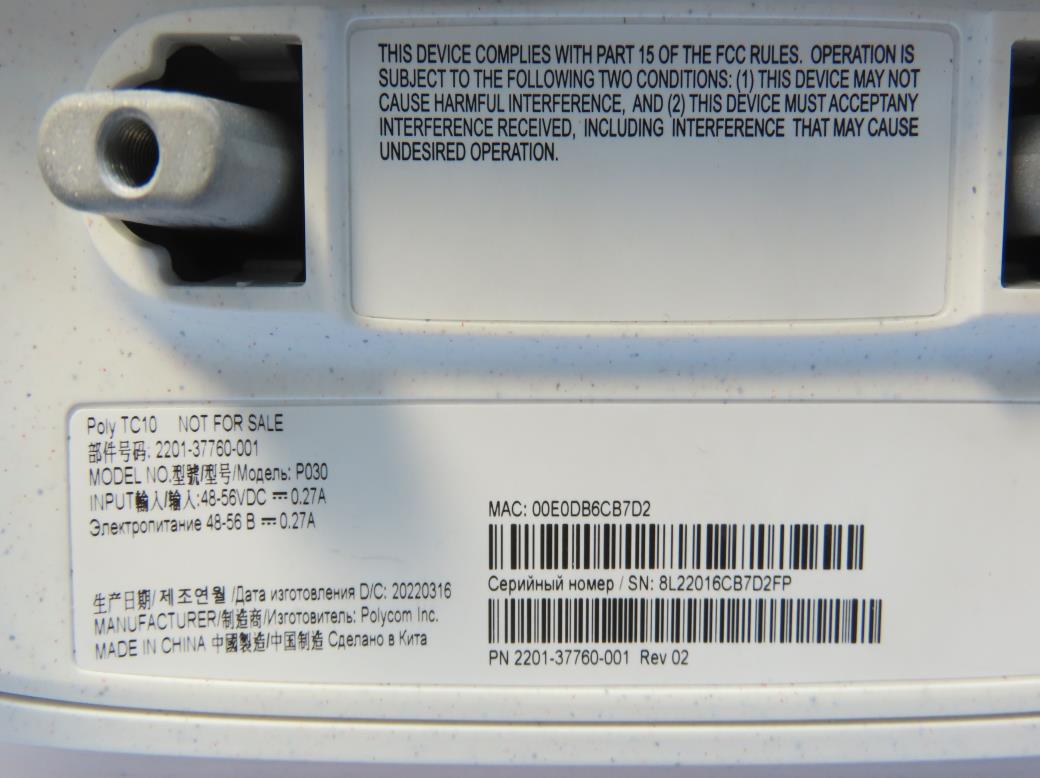 THIS DEVICE COMPLIES WITH PART 15 OF THE FCC RULES. OPERATION IS
SUBJECT TO THE FOLLOWING TWO CONDITIONS: (1) THIS DEVICE MAY NOT
CAUSE HARMFUL INTERFERENCE, AND (2) THIS DEVICE MUST ACCEPTANY
INTERFERENCE RECEIVED, INCLUDING INTERFERENCE THAT MAY CAUSE
UNDESIRED OPERATION.
Poly TC10 NOT FOR SALE
部件号码: 2201-37760-001
MODEL NO.型號/型号/Модель: P030
INPUT輸入/输入:48-56VDC ⎓ 0.27A
Электропитание 48-56 В ⎓ 0.27A
生产日期/ 제조연월 /Дата изготовления D/C: 20220316
MANUFACTURER/制造商/Изготовитель: Polycom Inc.
MADE IN CHINA 中國製造/中国制造 Сделано в Кита
MAC: 00E0DB6CB7D2
Серийный номер / SN: 8L22016CB7D2FP
PN 2201-37760-001 Rev 02